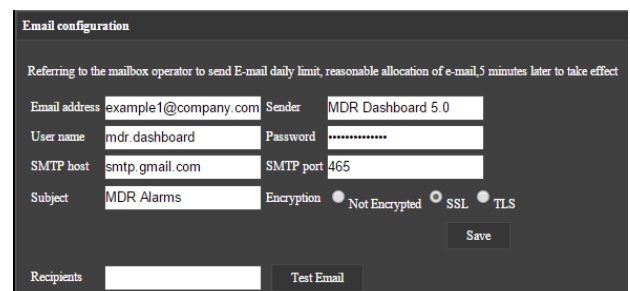 Email configuration
Referring to the mailbox operator to send E-mail daily limit, reasonable allocation of e-mail,5 minutes later to take effect
Email address example1@company.com Sender MDR Dashboard 5.0
User name mdr.dashboard Password ••••••••••••••
SMTP host smtp.gmail.com SMTP port 465
Subject MDR Alarms Encryption Not Encrypted SSL TLS
Save
Recipients Test Email